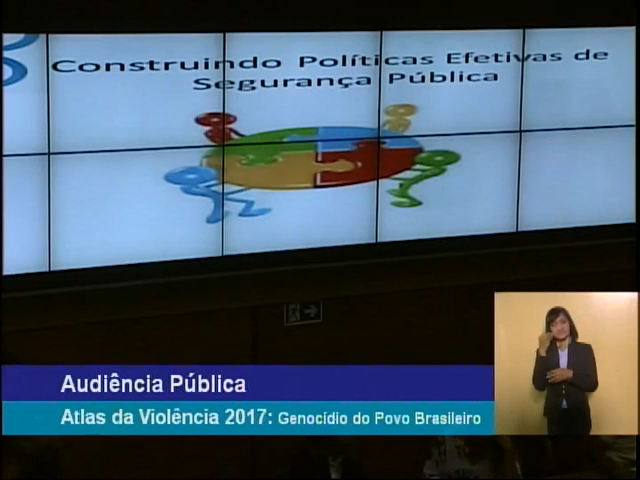 Construindo Políticas Efetivas de
Segurança Pública
Audiência Pública
Atlas da Violência 2017: Genocídio do Povo Brasileiro